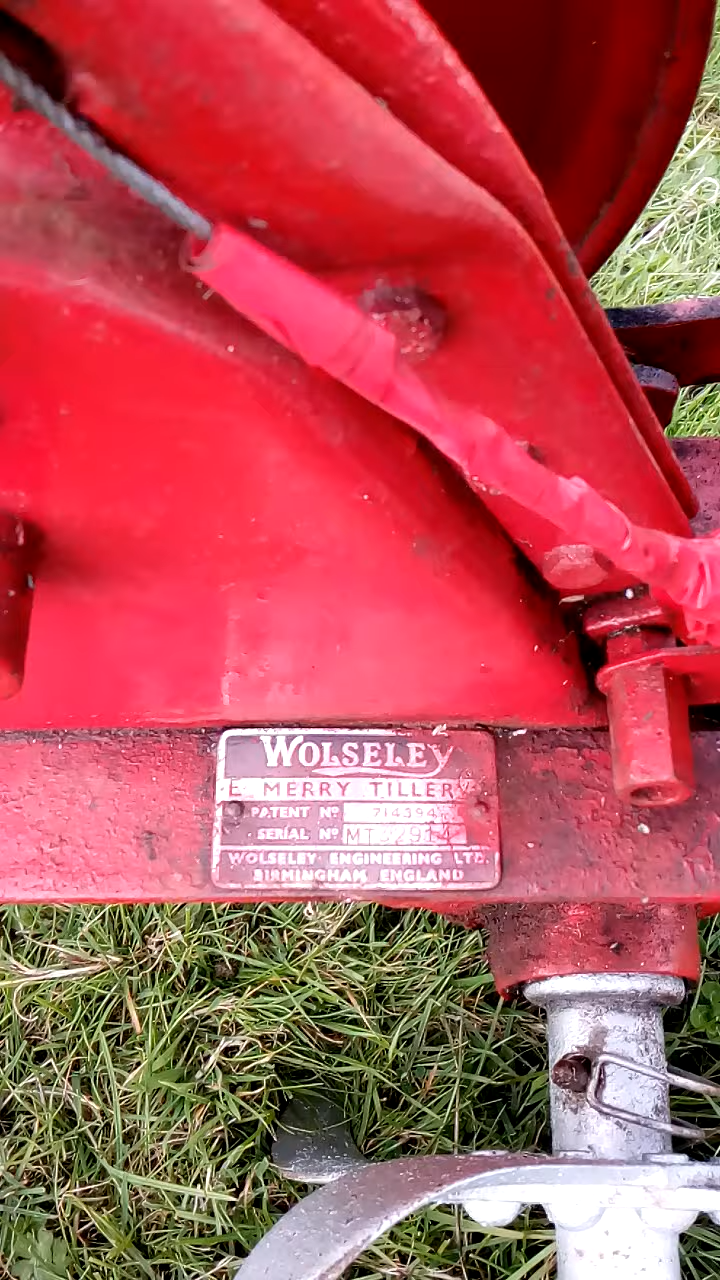 WOLSELEY
E MERRY TILLER
PATENT Nº 714394
SERIAL Nº
WOLSELEY ENGINEERING LTD.
BIRMINGHAM ENGLAND